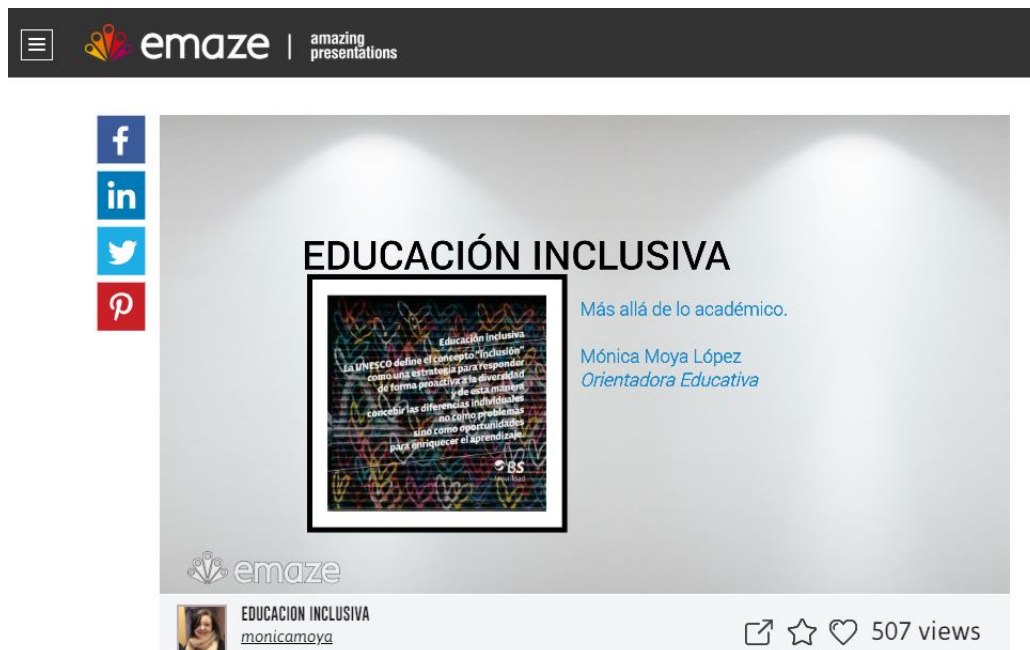 emaze | amazing
presentations
f
in
EDUCACIÓN INCLUSIVA
Más allá de lo académico.
Mónica Moya López
Orientadora Educativa
Educación Inclusiva
La UNESCO define el concepto "Inclusión"
como una estrategia para responder
de forma proactiva a la diversidad
y de esta manera
concebir las diferencias individuales
no como problemas
sino como oportunidades
para enriquecer el aprendizaje.
BS
Movilidad
emaze
EDUCACION INCLUSIVA
monicamoya
507 views